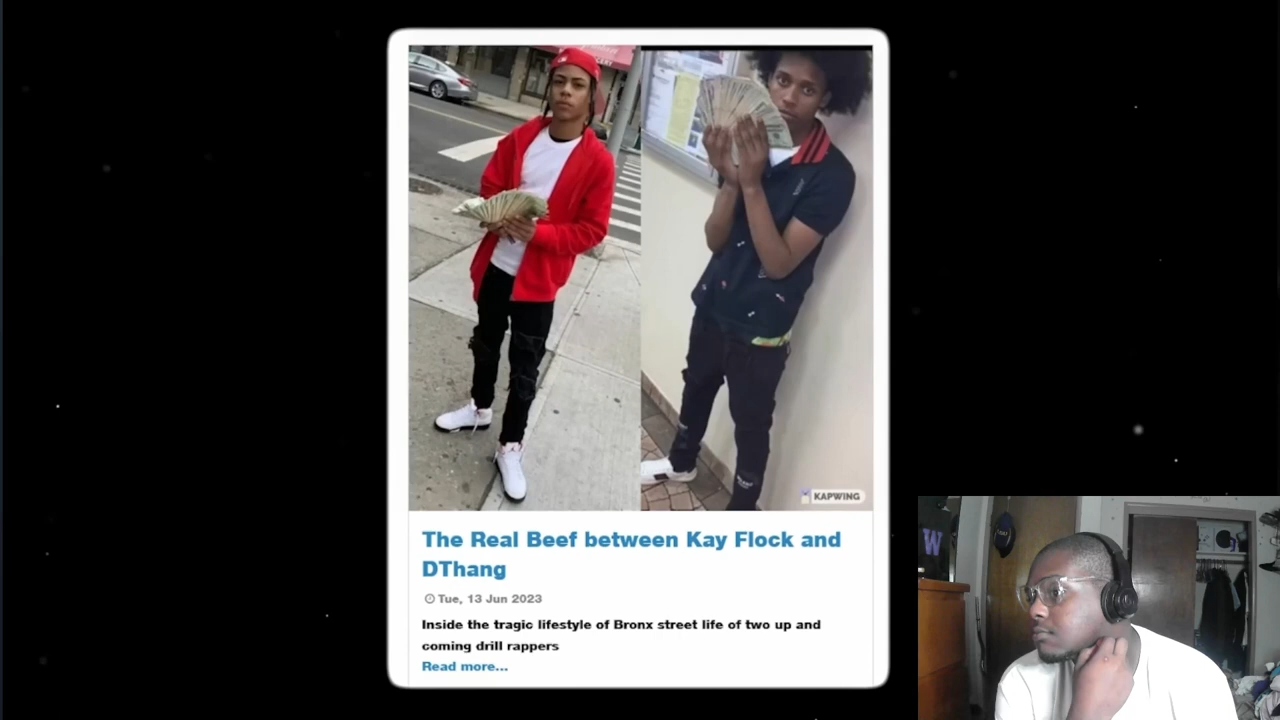 CERY
KAPWING
The Real Beef between Kay Flock and
DThang
Tue, 13 Jun 2023
Inside the tragic lifestyle of Bronx street life of two up and
coming drill rappers
Read more...
W